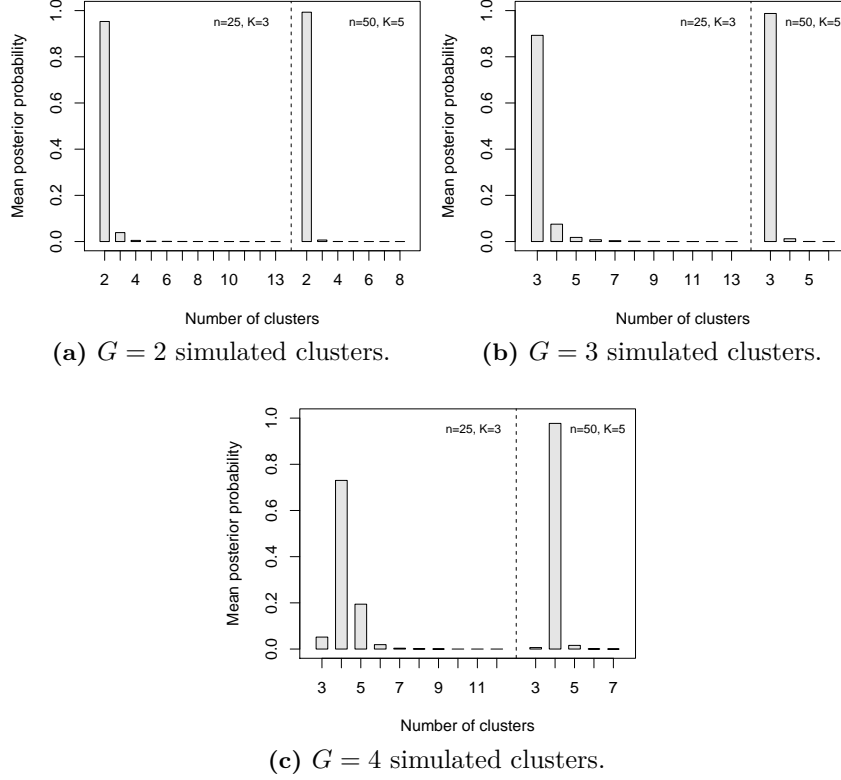 Mean posterior probability
1.0
0.8
0.6
0.4
0.2
0.0
n=25, K=3
n=50, K=5
2 4 6 8 10 13 2 4 6 8
Number of clusters
(a) G = 2 simulated clusters.
Mean posterior probability
1.0
0.8
0.6
0.4
0.2
0.0
n=25, K=3
n=50, K=5
3 5 7 9 11 13 3 5
Number of clusters
(b) G = 3 simulated clusters.
Mean posterior probability
1.0
0.8
0.6
0.4
0.2
0.0
n=25, K=3
n=50, K=5
3 5 7 9 11 3 5 7
Number of clusters
(c) G = 4 simulated clusters.